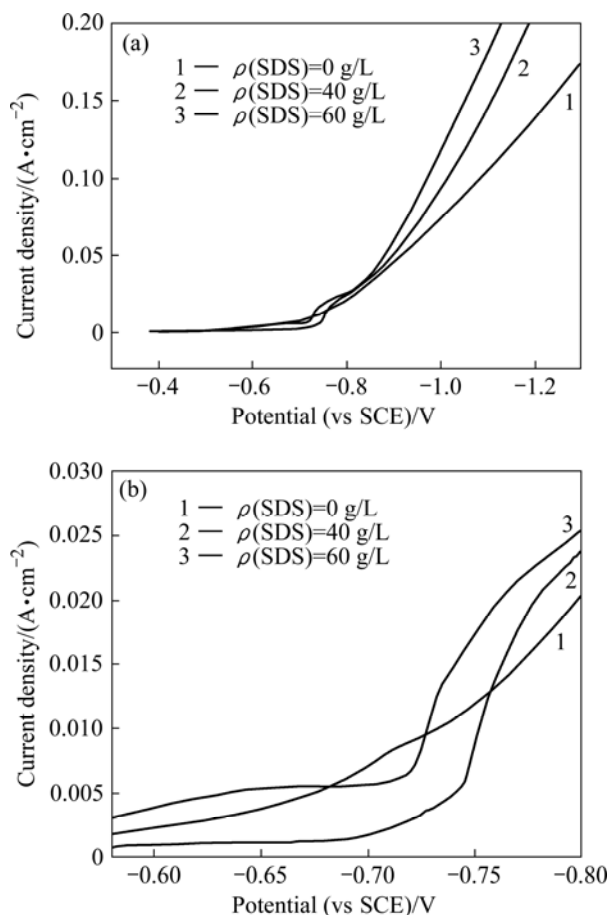 (a)
0.20
0.15
0.10
0.05
0
Current density/(A•cm⁻²)
1 — ρ(SDS)=0 g/L
2 — ρ(SDS)=40 g/L
3 — ρ(SDS)=60 g/L
3
2
1
−0.4 −0.6 −0.8 −1.0 −1.2
Potential (vs SCE)/V
(b)
0.030
0.025
0.020
0.015
0.010
0.005
0
Current density/(A•cm⁻²)
1 — ρ(SDS)=0 g/L
2 — ρ(SDS)=40 g/L
3 — ρ(SDS)=60 g/L
3
2
1
−0.60 −0.65 −0.70 −0.75 −0.80
Potential (vs SCE)/V